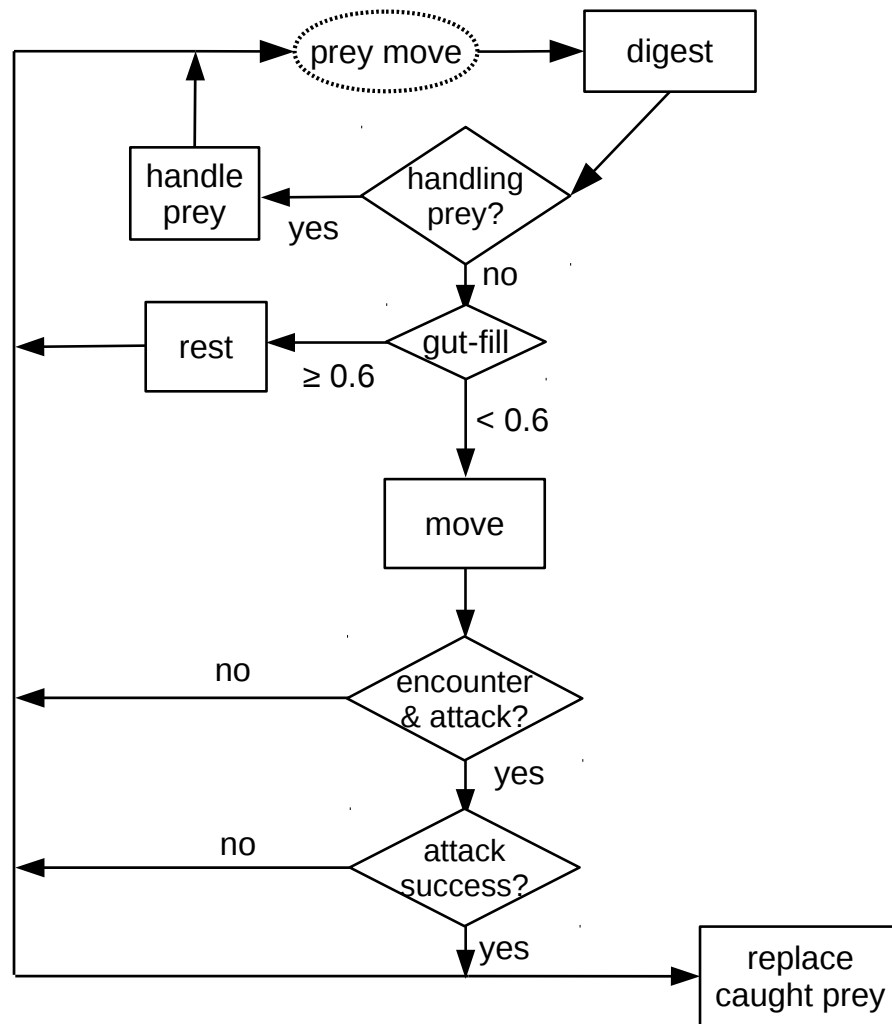 prey move
digest
handling
prey?
handle
prey
yes
no
gut-fill
rest
≥ 0.6
< 0.6
move
encounter
& attack?
no
yes
attack
success?
no
yes
replace
caught prey